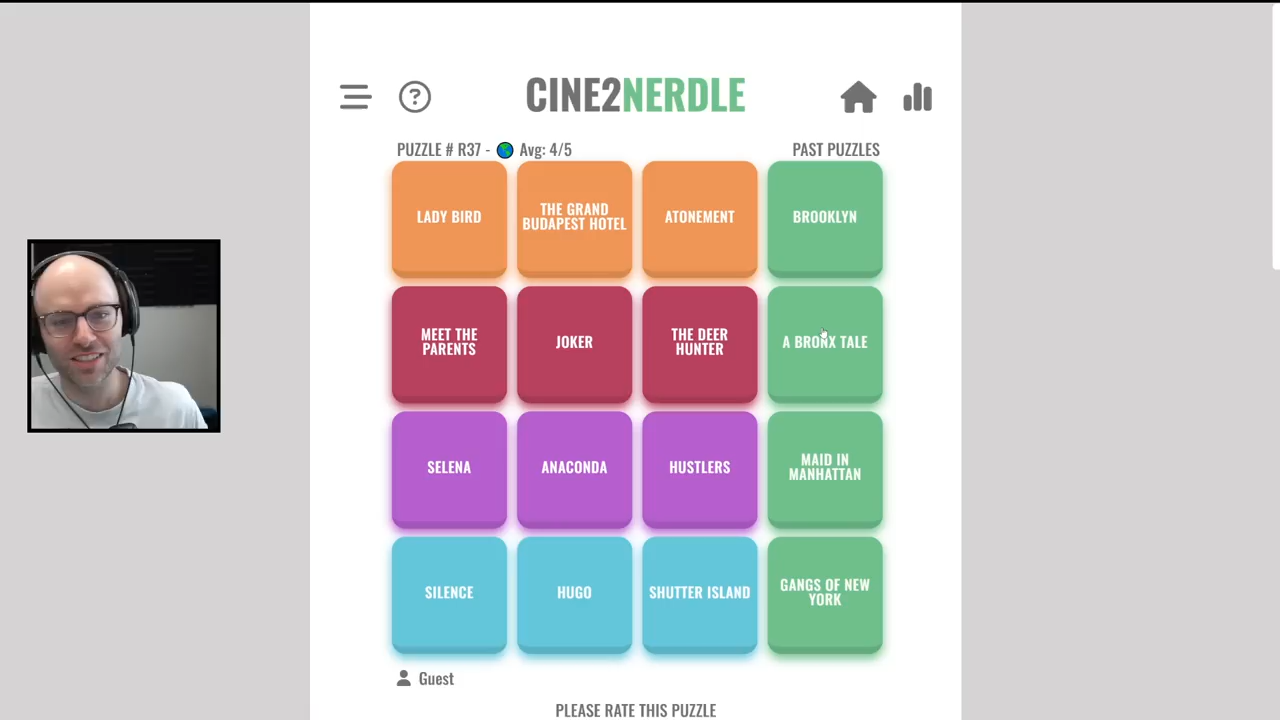 CINE2NERDLE
PUZZLE # R37 - Avg: 4/5
PAST PUZZLES
LADY BIRD
THE GRAND
BUDAPEST HOTEL
ATONEMENT
BROOKLYN
MEET THE
PARENTS
JOKER
THE DEER
HUNTER
A BRONX TALE
SELENA
ANACONDA
HUSTLERS
MAID IN
MANHATTAN
SILENCE
HUGO
SHUTTER ISLAND
GANGS OF NEW
YORK
Guest
PLEASE RATE THIS PUZZLE